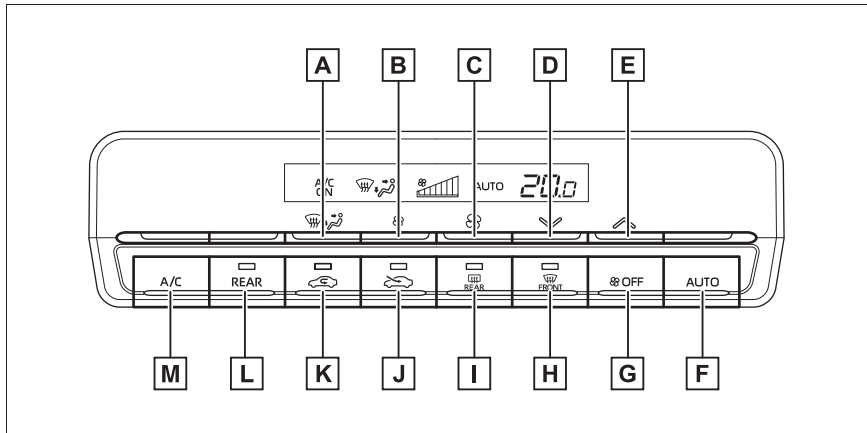 A B C D E
A/C ON AUTO 20.0
A/C REAR REAR FRONT OFF AUTO
M L K J I H G F